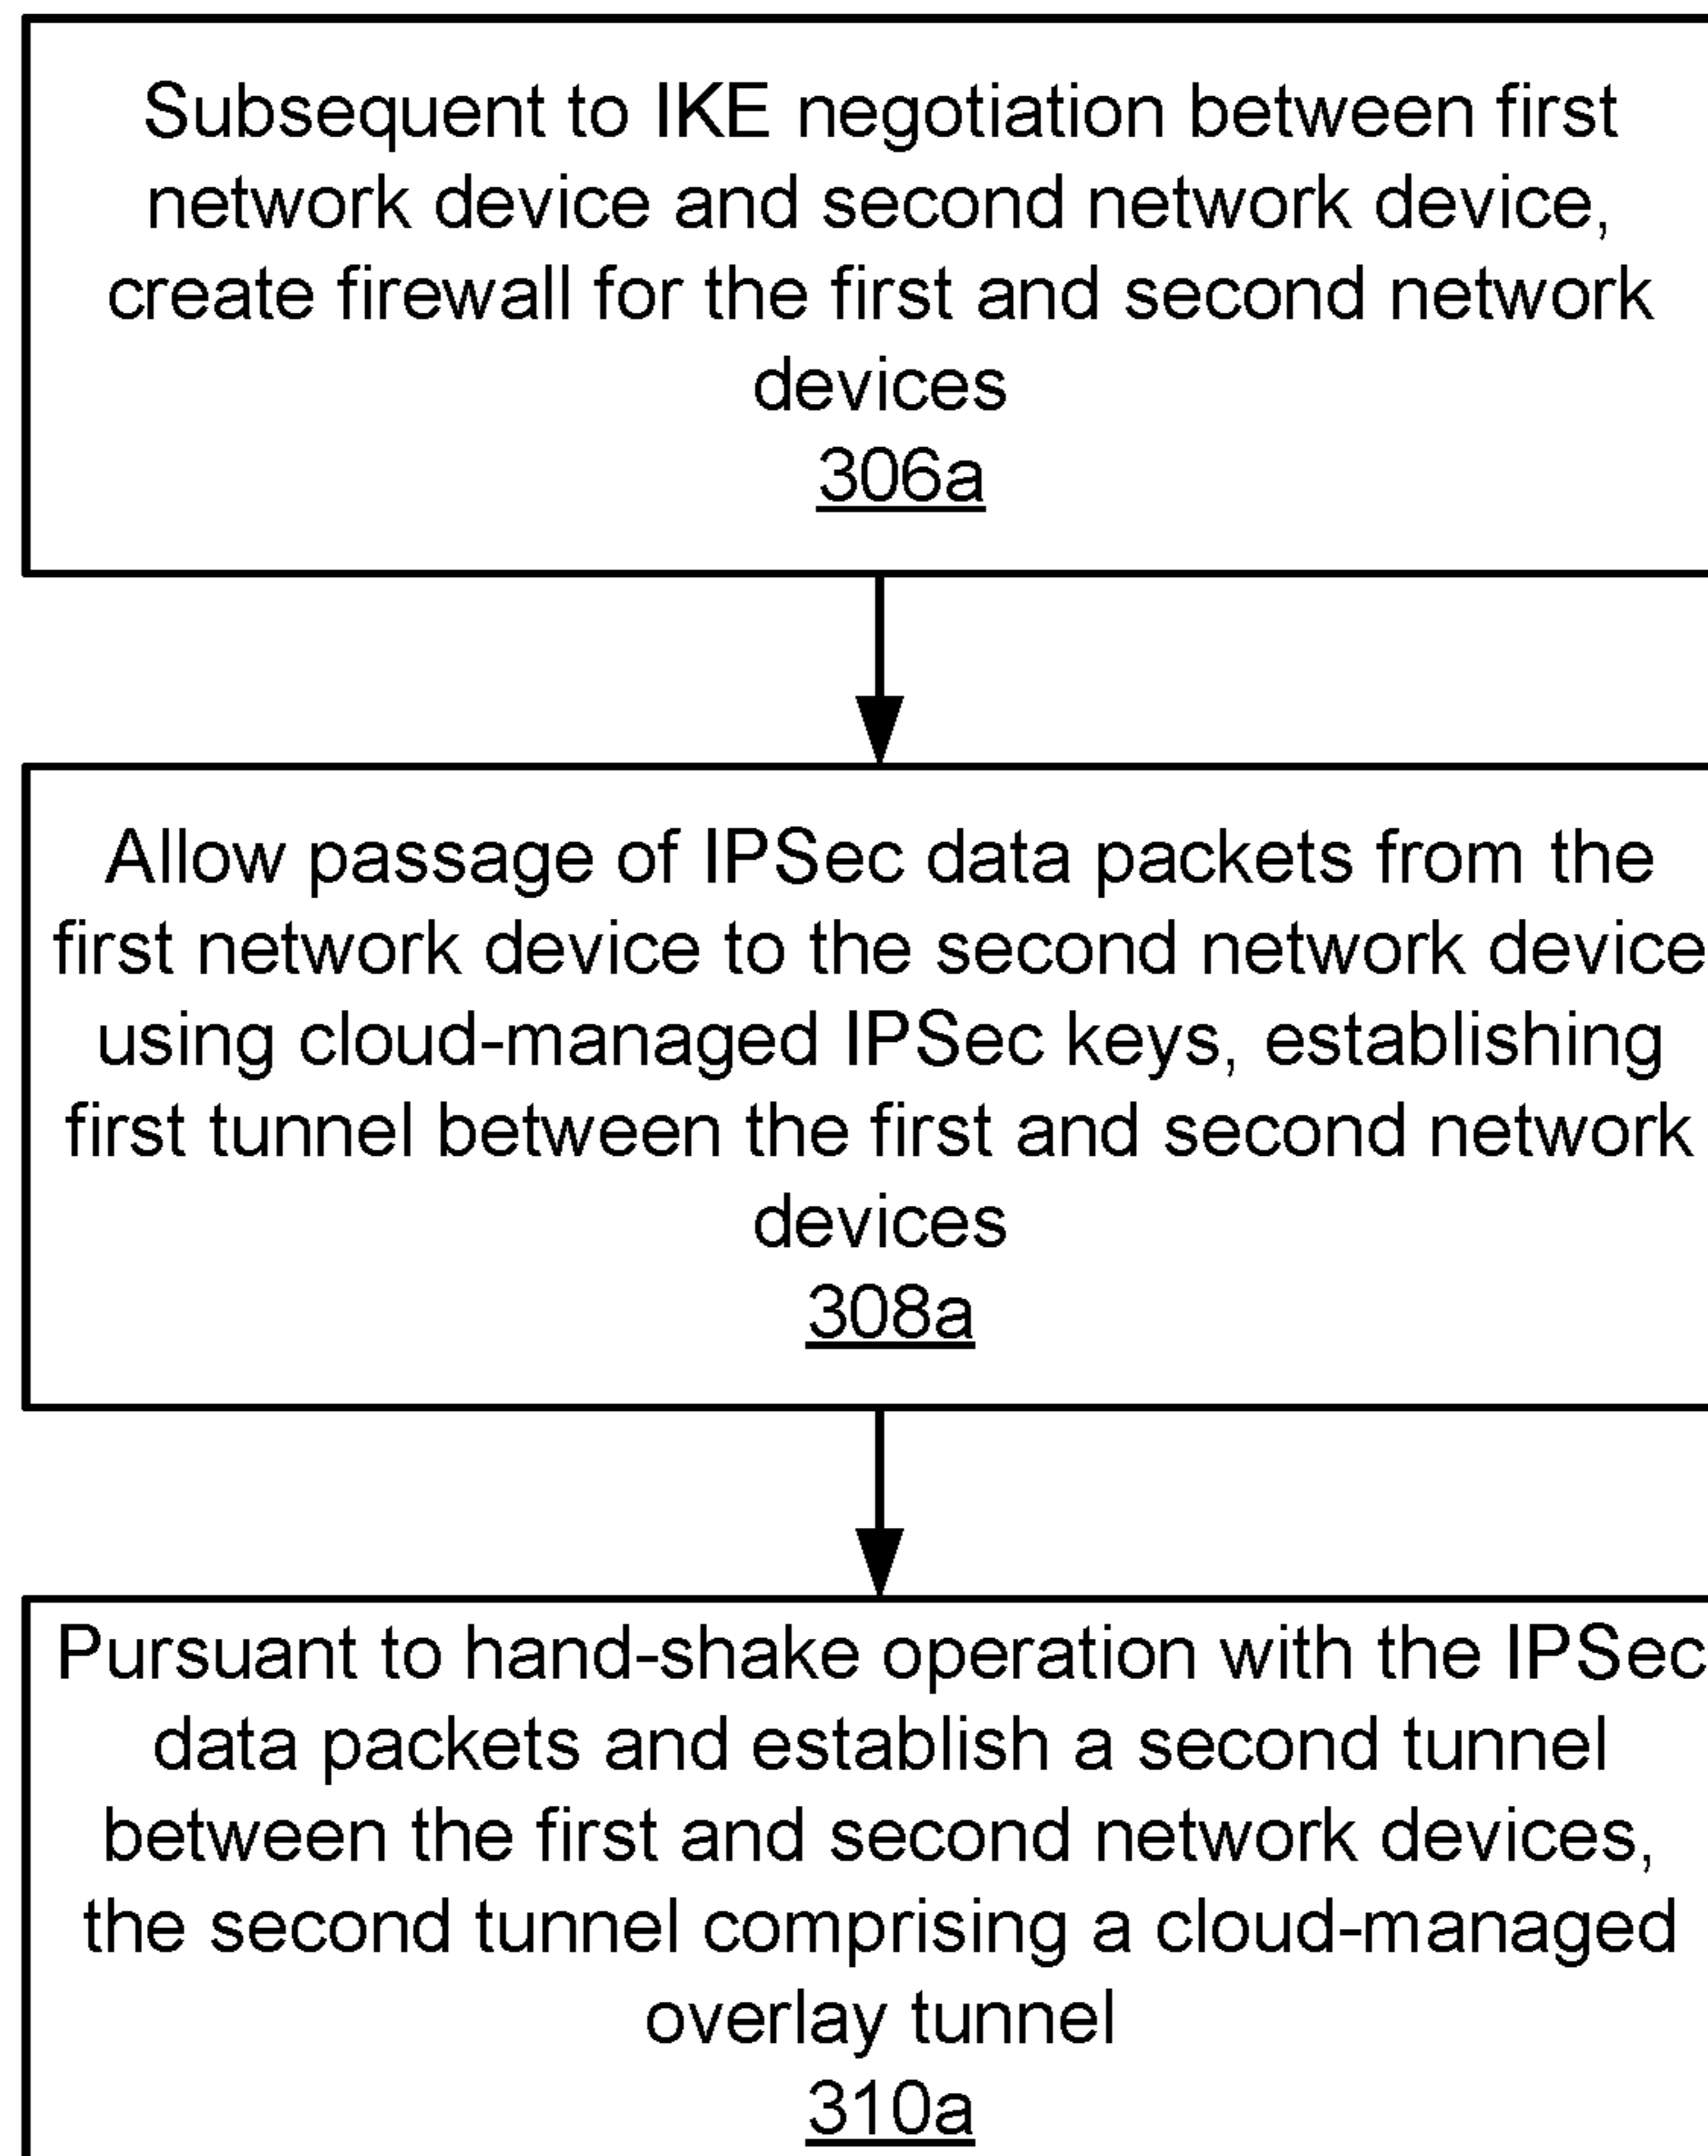 Subsequent to IKE negotiation between first
network device and second network device,
create firewall for the first and second network
devices
306a
Allow passage of IPSec data packets from the
first network device to the second network device
using cloud-managed IPSec keys, establishing
first tunnel between the first and second network
devices
308a
Pursuant to hand-shake operation with the IPSec
data packets and establish a second tunnel
between the first and second network devices,
the second tunnel comprising a cloud-managed
overlay tunnel
310a